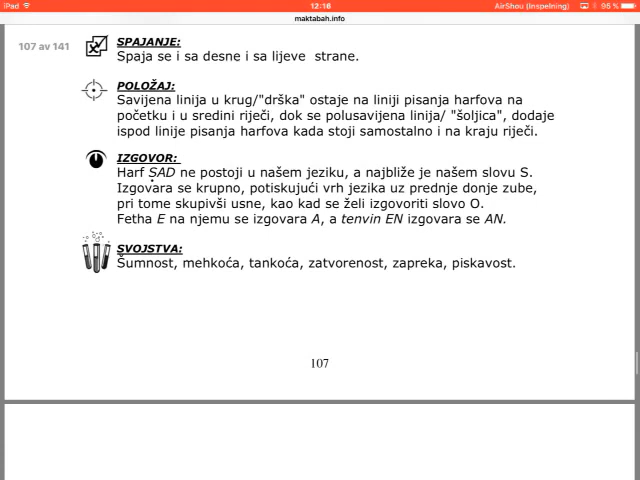 iPad
12:16
AirShou (Inspelning)
95 %
maktabah.info
107 av 141
SPAJANJE:
Spaja se i sa desne i sa lijeve strane.
POLOŽAJ:
Savijena linija u krug/"drška" ostaje na liniji pisanja harfova na
početku i u sredini riječi, dok se polusavijena linija/ "šoljica", dodaje
ispod linije pisanja harfova kada stoji samostalno i na kraju riječi.
IZGOVOR:
Harf ṢAD ne postoji u našem jeziku, a najbliže je našem slovu S.
Izgovara se krupno, potiskujući vrh jezika uz prednje donje zube,
pri tome skupivši usne, kao kad se želi izgovoriti slovo O.
Fetha E na njemu se izgovara A, a tenvin EN izgovara se AN.
SVOJSTVA:
Šumnost, mehkoća, tankoća, zatvorenost, zapreka, piskavost.
107